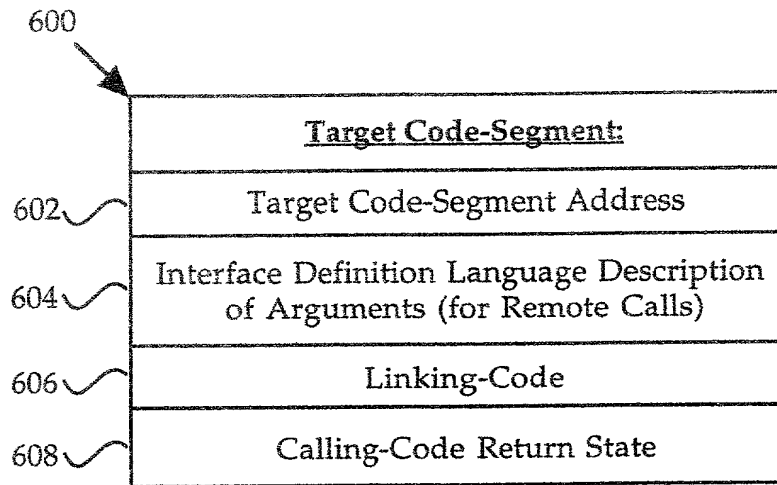 600
Target Code-Segment:
602
Target Code-Segment Address
604
Interface Definition Language Description
of Arguments (for Remote Calls)
606
Linking-Code
608
Calling-Code Return State